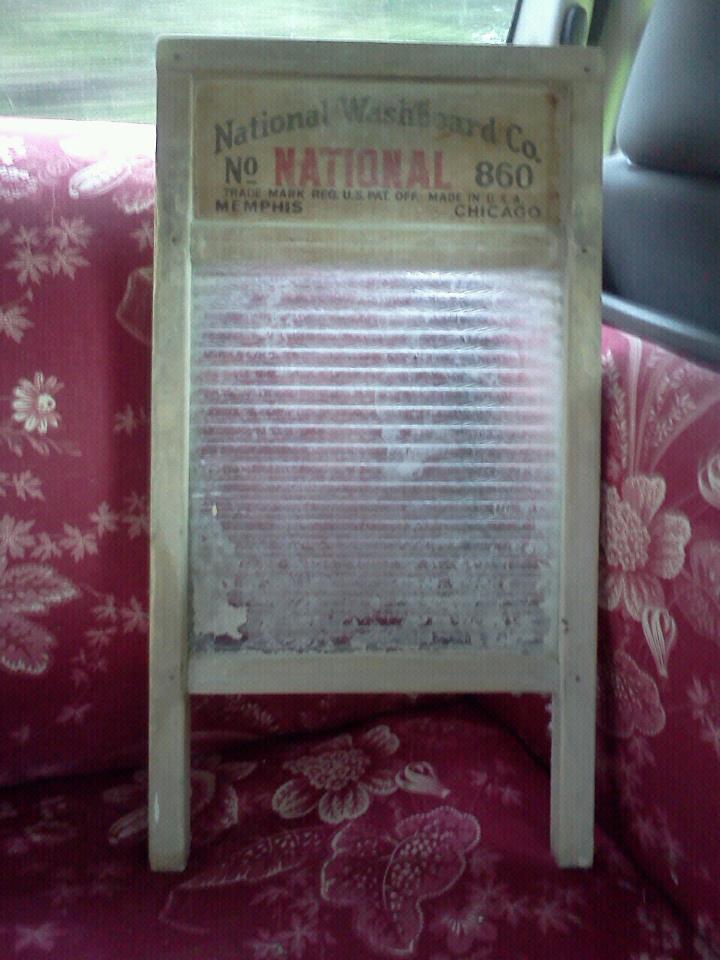 National Washboard Co.
No NATIONAL 860
TRADE MARK REG. U.S. PAT. OFF. MADE IN U.S.A.
MEMPHIS CHICAGO